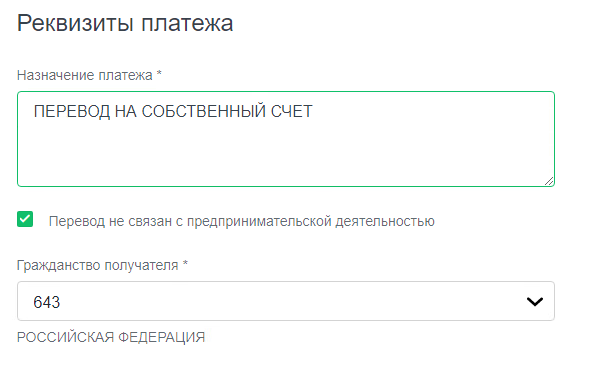 Реквизиты платежа
Назначение платежа *
ПЕРЕВОД НА СОБСТВЕННЫЙ СЧЕТ
Перевод не связан с предпринимательской деятельностью
Гражданство получателя *
643
РОССИЙСКАЯ ФЕДЕРАЦИЯ